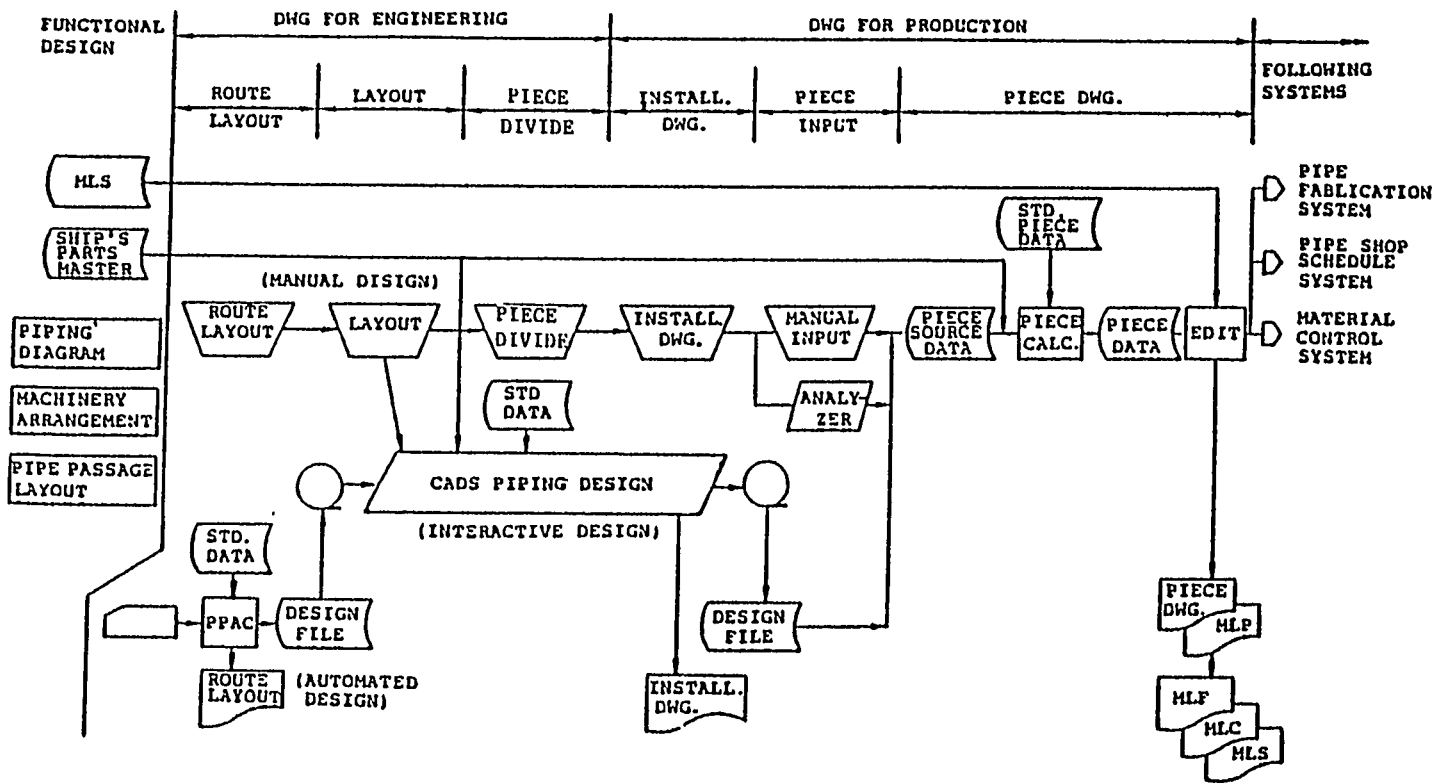 FUNCTIONAL
DESIGN
DWG FOR ENGINEERING
DWG FOR PRODUCTION
FOLLOWING
SYSTEMS
ROUTE
LAYOUT
LAYOUT
PIECE
DIVIDE
INSTALL.
DWG.
PIECE
INPUT
PIECE DWG.
MLS
SHIP'S
PARTS
MASTER
STD.
PIECE
DATA
PIPE
FABLICATION
SYSTEM
PIPE SHOP
SCHEDULE
SYSTEM
MATERIAL
CONTROL
SYSTEM
(MANUAL DISIGN)
ROUTE
LAYOUT
LAYOUT
PIECE
DIVIDE
INSTALL.
DWG.
MANUAL
INPUT
PIECE
SOURCE
DATA
PIECE
CALC.
PIECE
DATA
EDIT
PIPING
DIAGRAM
MACHINERY
ARRANGEMENT
PIPE PASSAGE
LAYOUT
STD
DATA
ANALY
ZER
CADS PIPING DESIGN
(INTERACTIVE DESIGN)
STD.
DATA
PPAC
DESIGN
FILE
ROUTE
LAYOUT
(AUTOMATED
DESIGN)
DESIGN
FILE
INSTALL.
DWG.
PIECE
DWG.
MLP
MLF
MLC
MLS